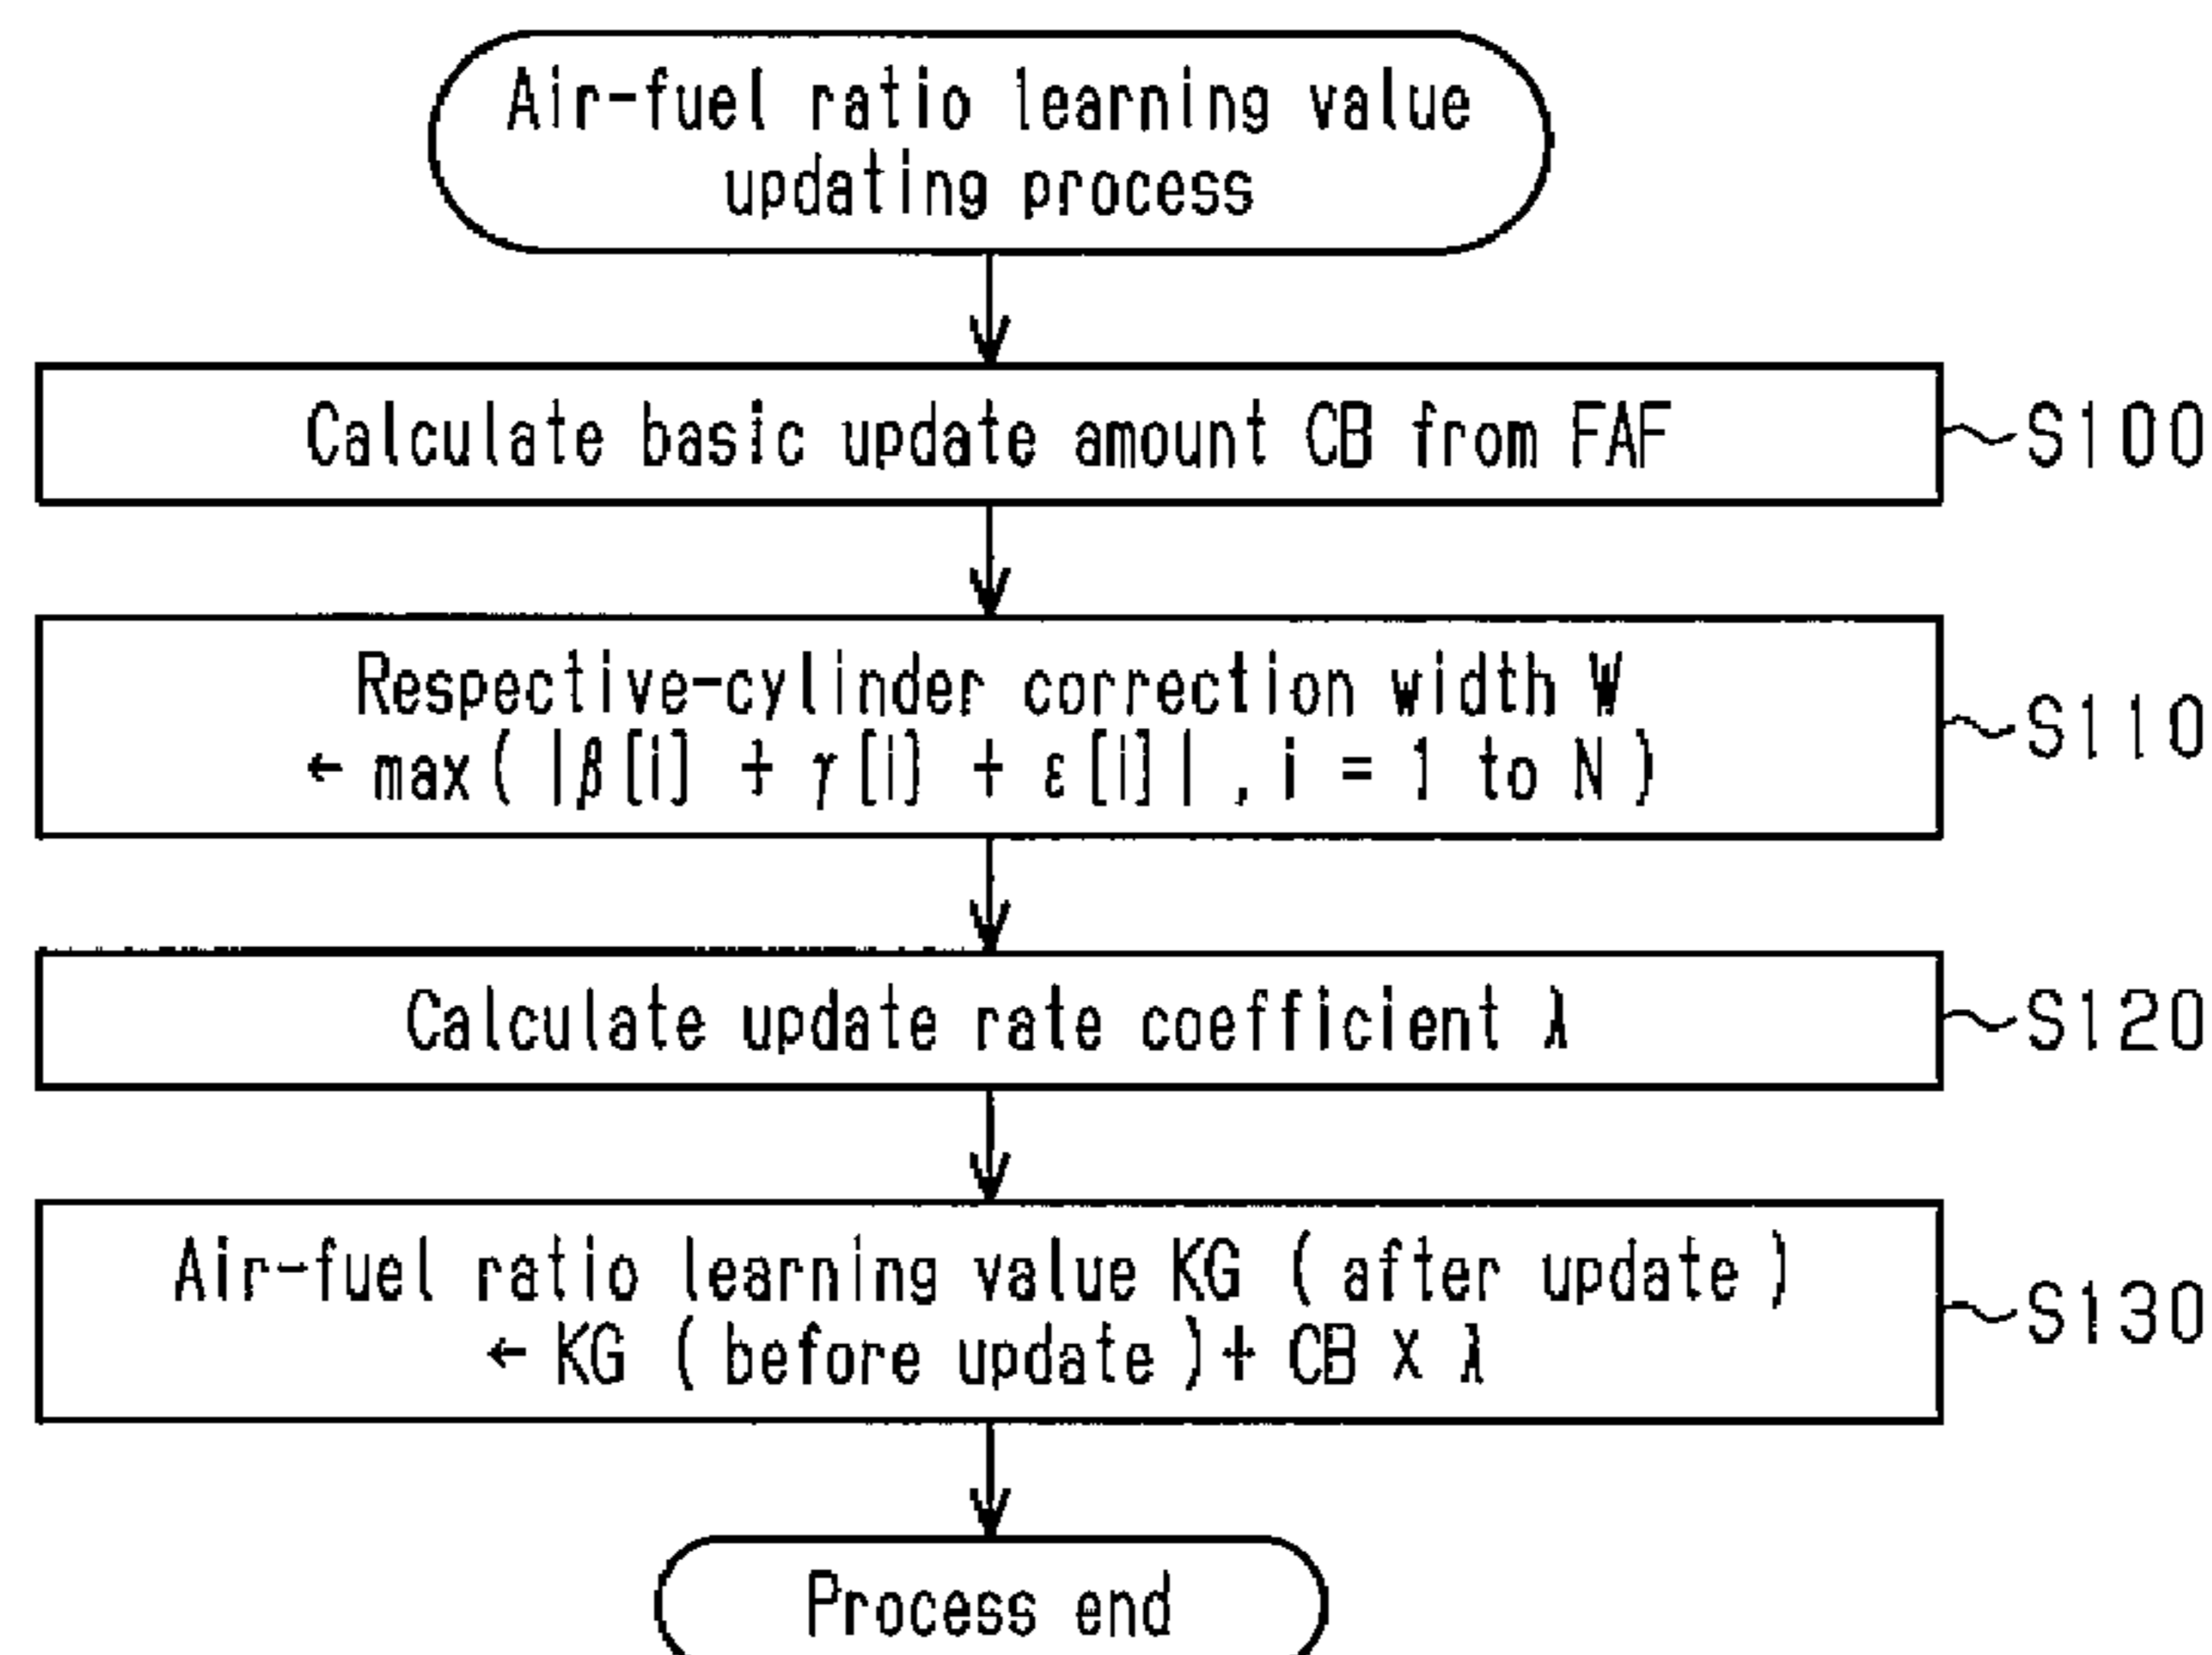 Air-fuel ratio learning value
updating process
Calculate basic update amount CB from FAF
S100
Respective-cylinder correction width W
← max( |β[i] + γ[i] + ε[i]| , i = 1 to N )
S110
Calculate update rate coefficient λ
S120
Air-fuel ratio learning value KG ( after update )
← KG ( before update )+ CB X λ
S130
Process end